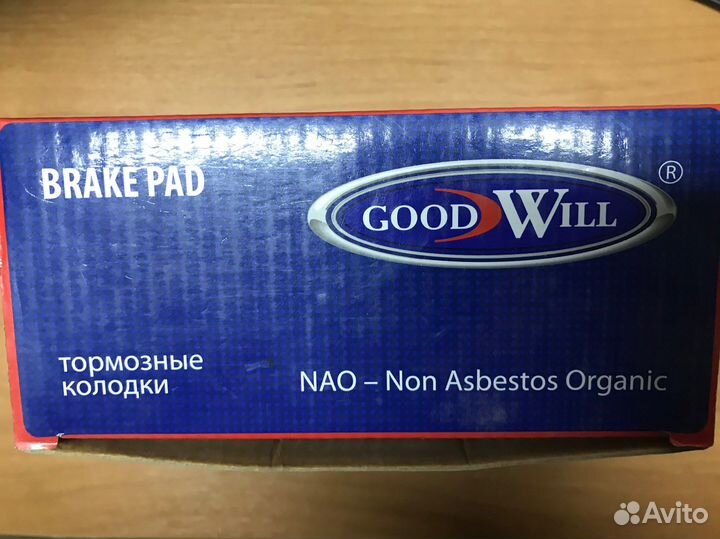 BRAKE PAD
GOOD WILL ®
тормозные
колодки
NAO – Non Asbestos Organic
Avito